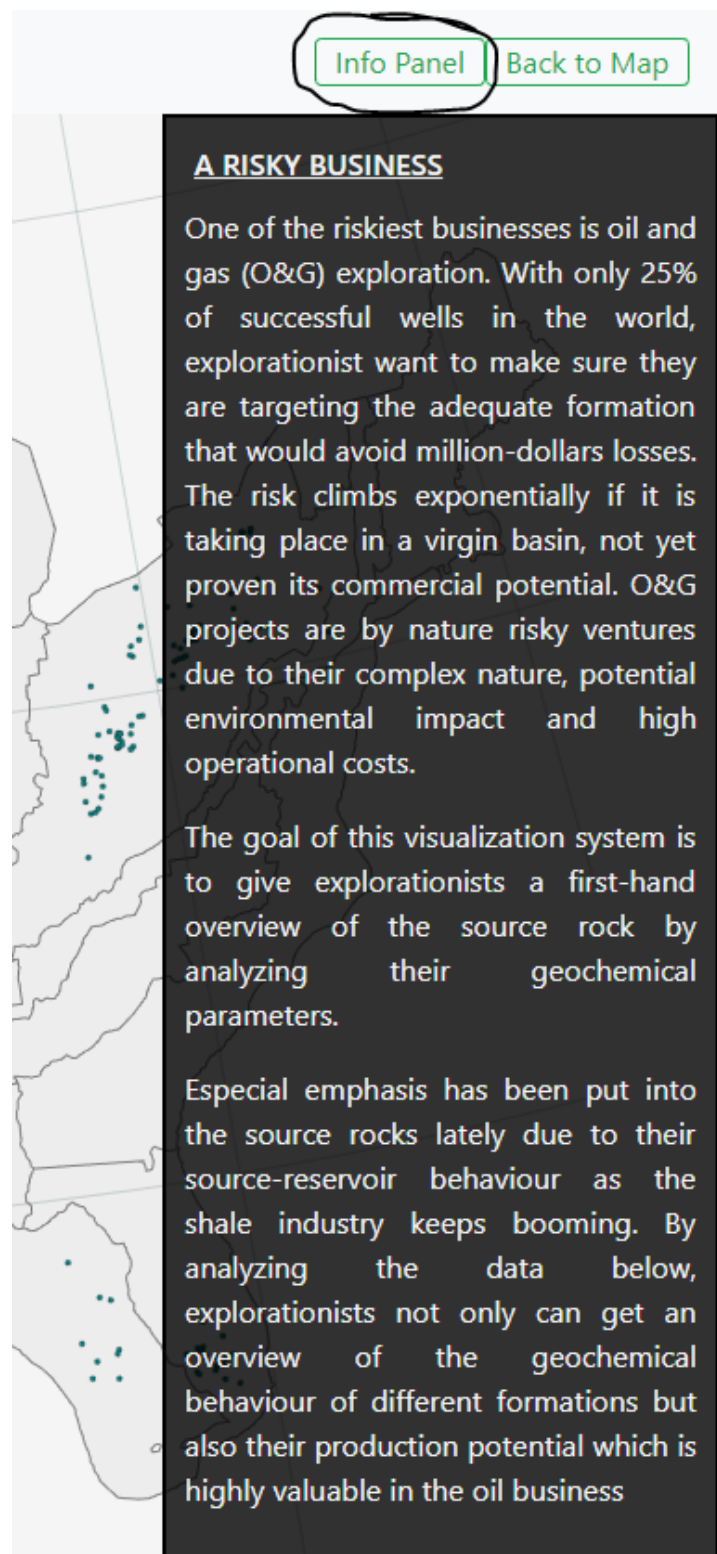 Info Panel Back to Map
A RISKY BUSINESS
One of the riskiest businesses is oil and
gas (O&G) exploration. With only 25%
of successful wells in the world,
explorationist want to make sure they
are targeting the adequate formation
that would avoid million-dollars losses.
The risk climbs exponentially if it is
taking place in a virgin basin, not yet
proven its commercial potential. O&G
projects are by nature risky ventures
due to their complex nature, potential
environmental impact and high
operational costs.
The goal of this visualization system is
to give explorationists a first-hand
overview of the source rock by
analyzing their geochemical
parameters.
Especial emphasis has been put into
the source rocks lately due to their
source-reservoir behaviour as the
shale industry keeps booming. By
analyzing the data below,
explorationists not only can get an
overview of the geochemical
behaviour of different formations but
also their production potential which is
highly valuable in the oil business